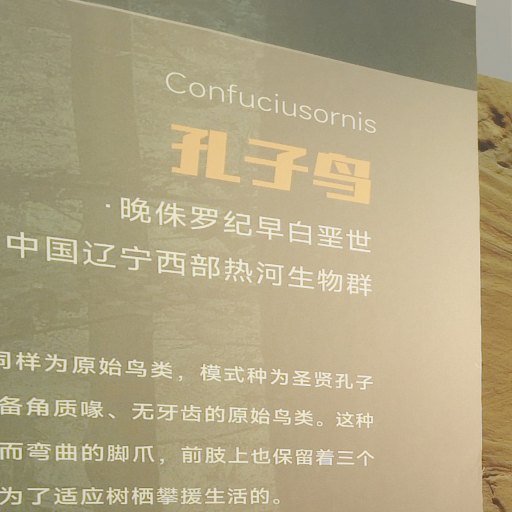 Confuciusornis
孔子鸟
·晚侏罗纪早白垩世
中国辽宁西部热河生物群
同样为原始鸟类，模式种为圣贤孔子
备角质喙、无牙齿的原始鸟类。这种
而弯曲的脚爪，前肢上也保留着三个
为了适应树栖攀援生活的。